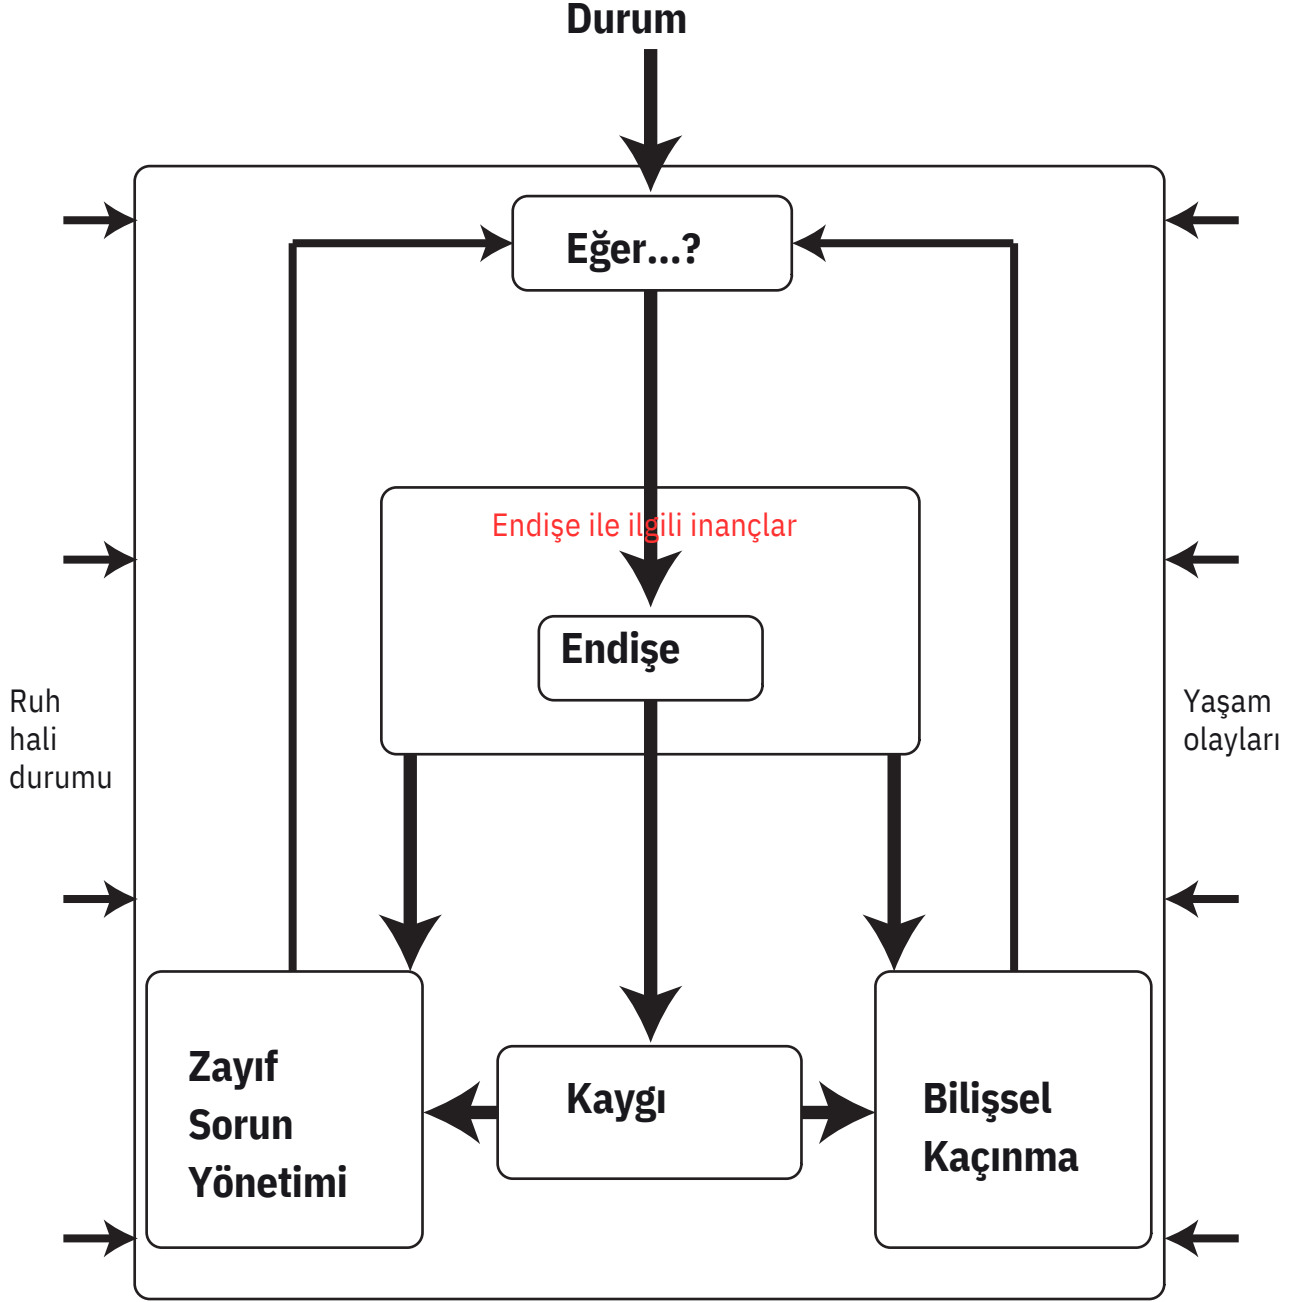 Durum
Eğer...?
Endişe ile ilgili inançlar
Endişe
Ruh
hali
durumu
Yaşam
olayları
Zayıf
Sorun
Yönetimi
Kaygı
Bilişsel
Kaçınma